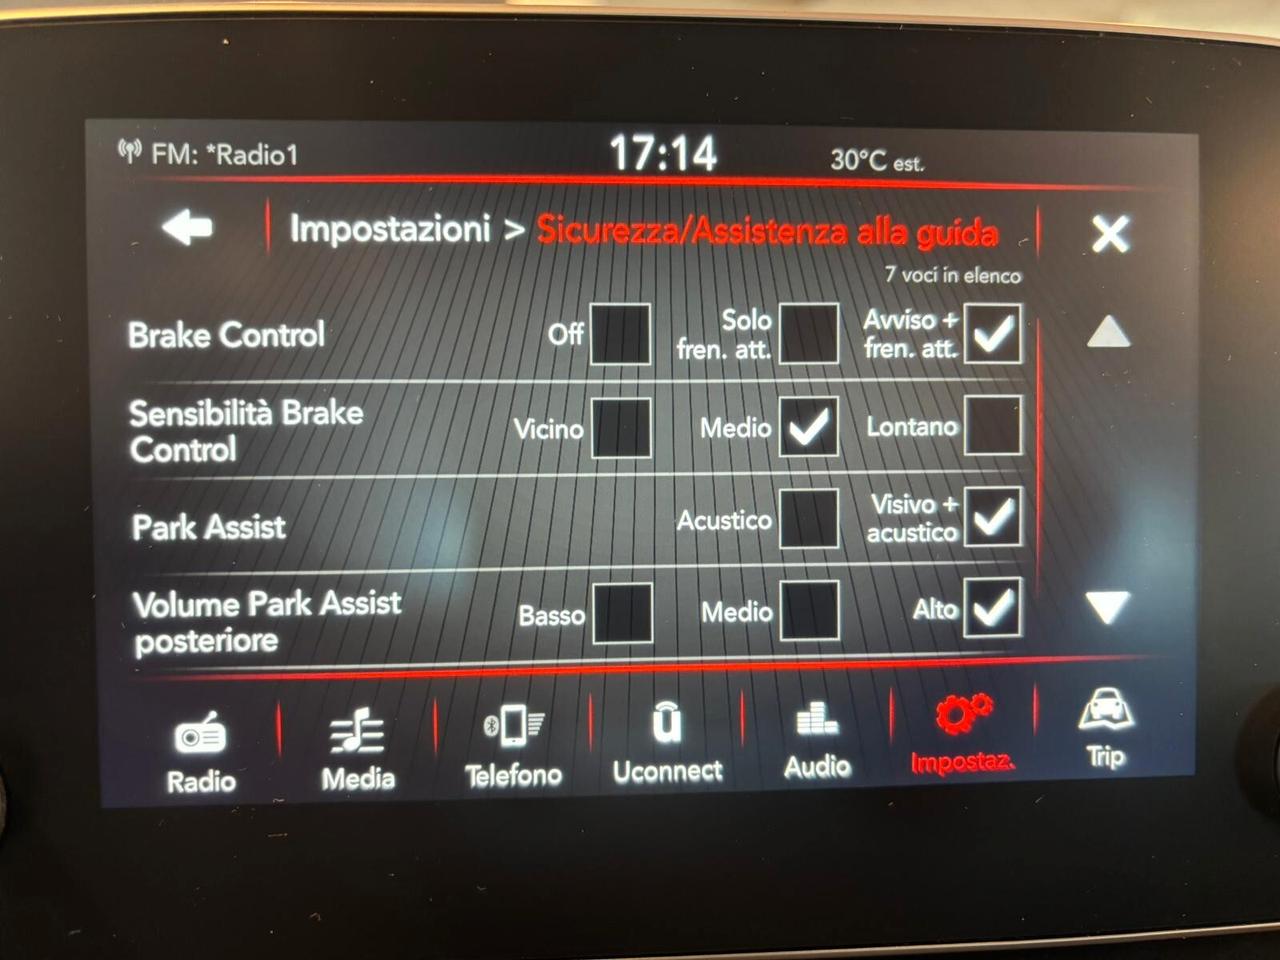 FM: *Radio1
17:14
30°C est.
Impostazioni > Sicurezza/Assistenza alla guida
7 voci in elenco
Brake Control
Off
Solo
fren. att.
Avviso +
fren. att.
Sensibilità Brake
Control
Vicino
Medio
Lontano
Park Assist
Acustico
Visivo +
acustico
Volume Park Assist
posteriore
Basso
Medio
Alto
Radio
Media
Telefono
Uconnect
Audio
Impostaz.
Trip